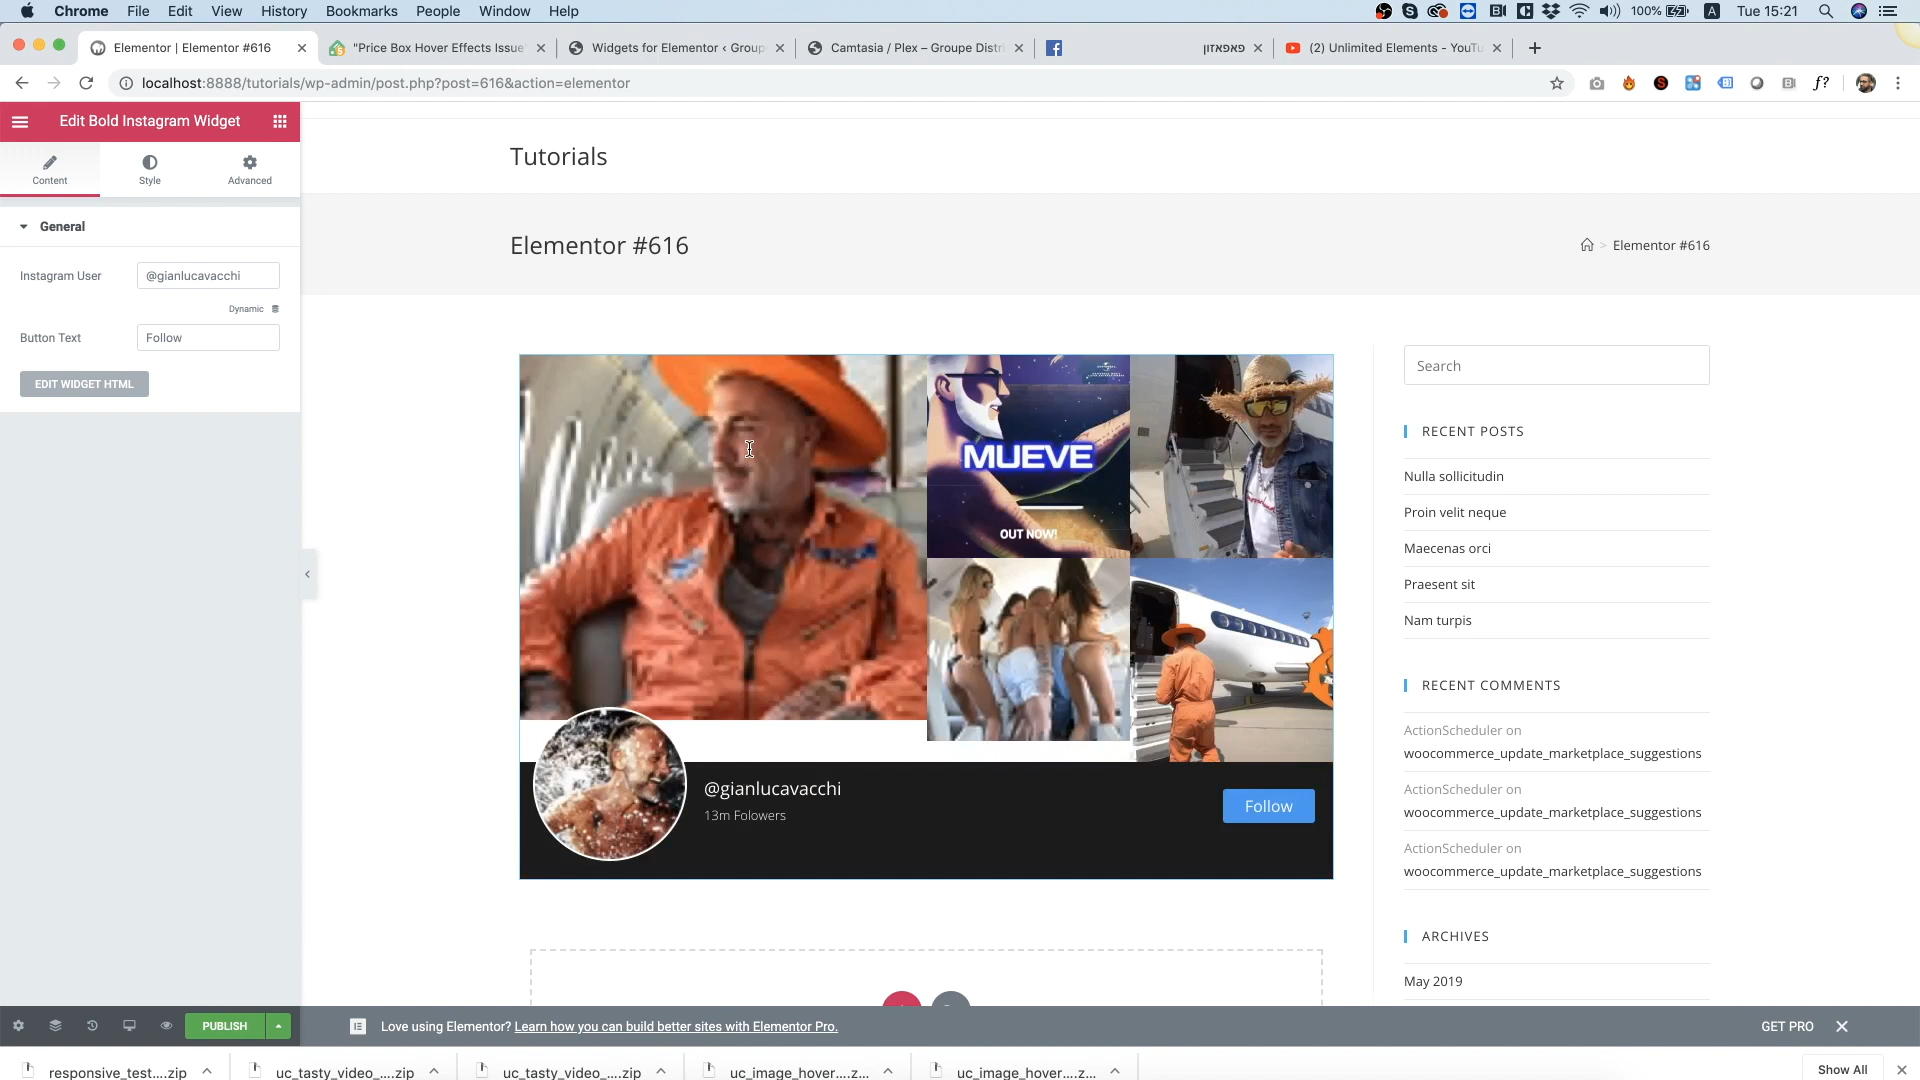 Chrome File Edit View History Bookmarks People Window Help
100% A Tue 15:21
Elementor | Elementor #616
"Price Box Hover Effects Issue"
Widgets for Elementor ‹ Group
Camtasia / Plex – Groupe Distri
פאפאזון
(2) Unlimited Elements - YouTu
localhost:8888/tutorials/wp-admin/post.php?post=616&action=elementor
f?
Edit Bold Instagram Widget
Content
Style
Advanced
General
Instagram User
@gianlucavacchi
Dynamic
Button Text
Follow
EDIT WIDGET HTML
Tutorials
Elementor #616
> Elementor #616
MUEVE
OUT NOW!
@gianlucavacchi
13m Folowers
Follow
Search
RECENT POSTS
Nulla sollicitudin
Proin velit neque
Maecenas orci
Praesent sit
Nam turpis
RECENT COMMENTS
ActionScheduler on
woocommerce_update_marketplace_suggestions
ActionScheduler on
woocommerce_update_marketplace_suggestions
ActionScheduler on
woocommerce_update_marketplace_suggestions
ARCHIVES
May 2019
PUBLISH
Love using Elementor? Learn how you can build better sites with Elementor Pro.
GET PRO
responsive_test....zip
uc_tasty_video_....zip
uc_tasty_video_....zip
uc_image_hover....z...
uc_image_hover....z...
Show All